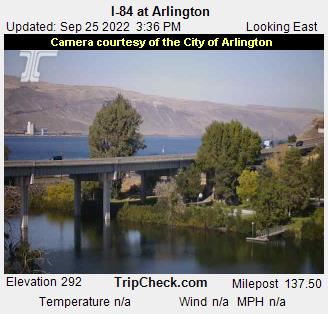 I-84 at Arlington
Updated: Sep 25 2022 3:36 PM Looking East
Camera courtesy of the City of Arlington
Elevation 292 TripCheck.com Milepost 137.50
Temperature n/a Wind n/a MPH n/a